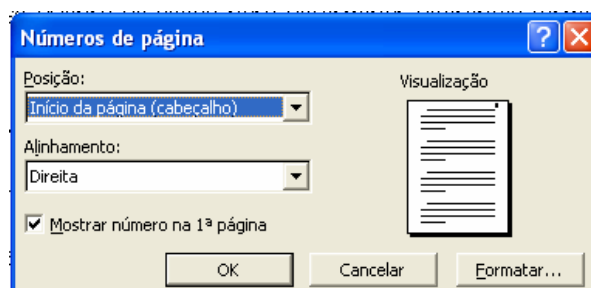 Números de página
Posição:
Visualização
Início da página (cabeçalho)
Alinhamento:
Direita
Mostrar número na 1ª página
OK
Cancelar
Formatar...